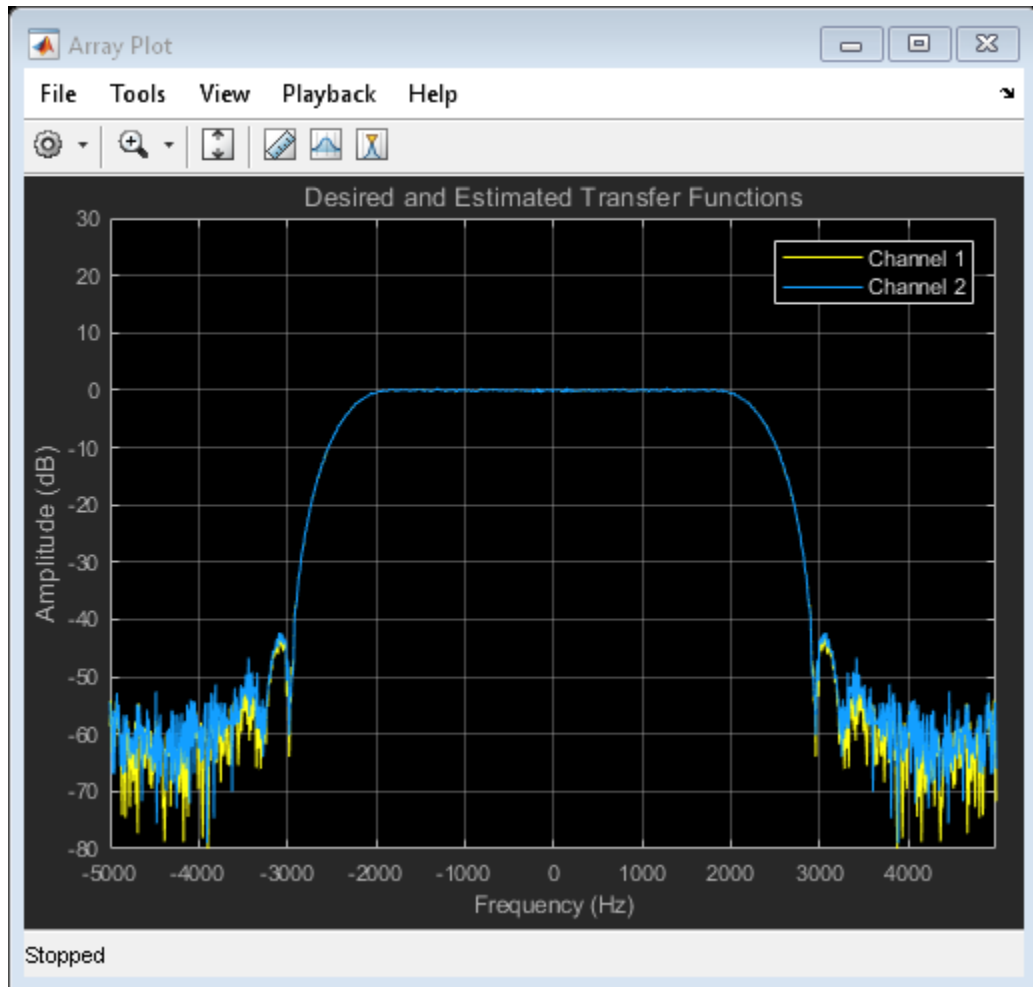 Array Plot
File Tools View Playback Help
Desired and Estimated Transfer Functions
Channel 1
Channel 2
Amplitude (dB)
30
20
10
0
-10
-20
-30
-40
-50
-60
-70
-80
-5000 -4000 -3000 -2000 -1000 0 1000 2000 3000 4000
Frequency (Hz)
Stopped